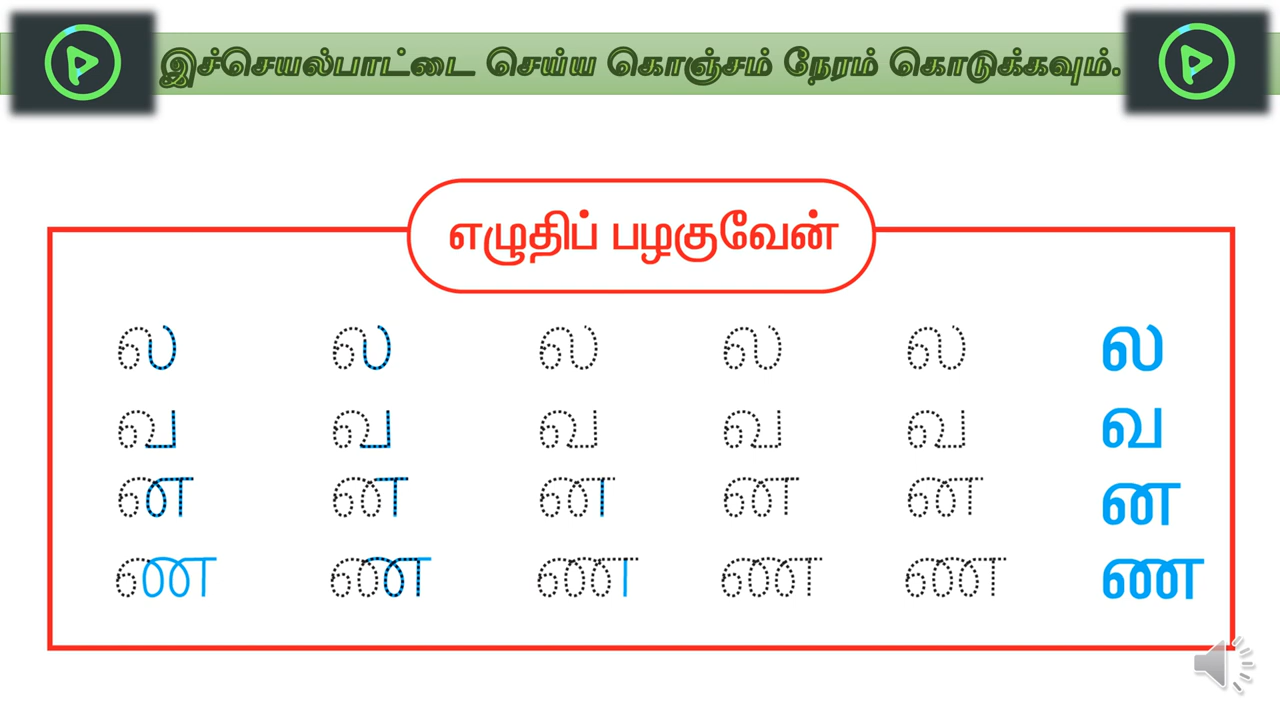 இச்செயல்பாட்டை செய்ய கொஞ்சம் நேரம் கொடுக்கவும்.
எழுதிப் பழகுவேன்
ல ல ல ல ல ல
வ வ வ வ வ வ
ன ன ன ன ன ன
ண ண ண ண ண ண